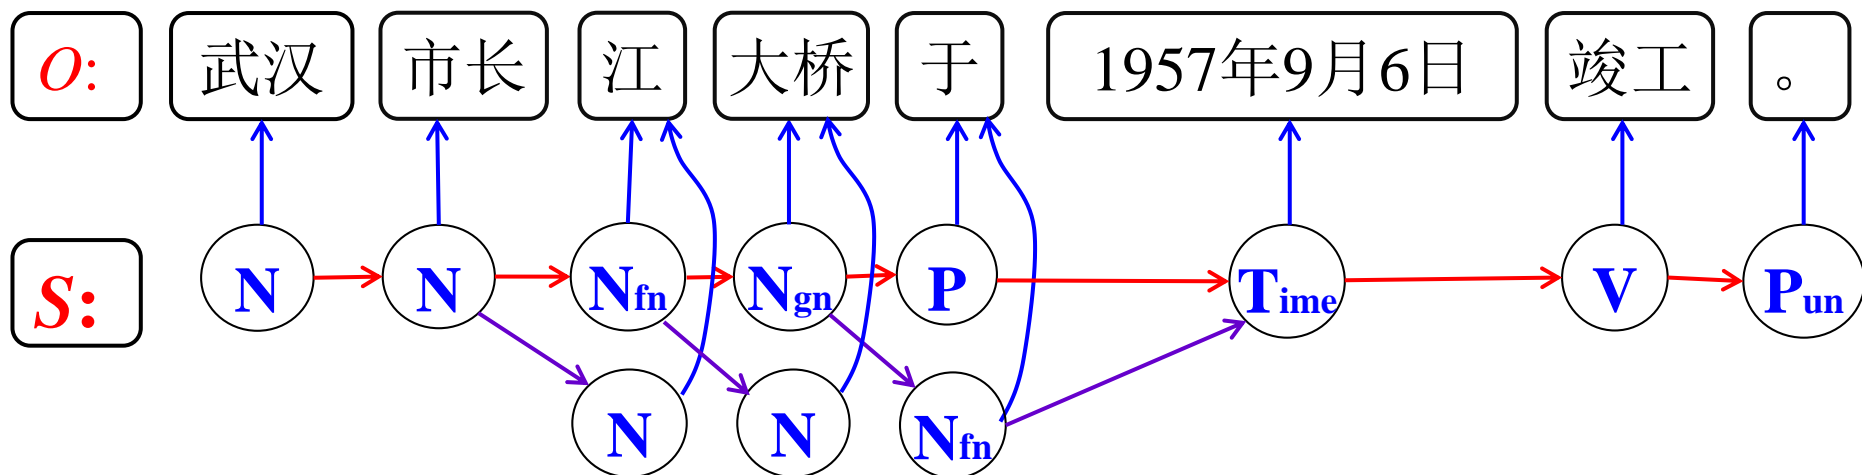 O: 武汉 市长 江 大桥 于 1957年9月6日 竣工 。
S: N N Nfn Ngn P Time V Pun
N N Nfn